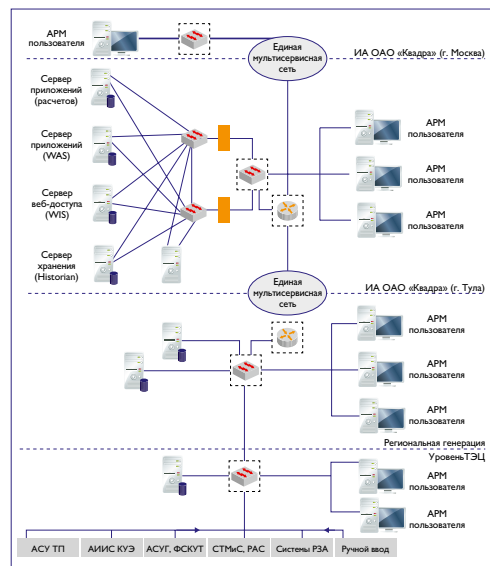 АРМ
пользователя
Единая
мультисервисная
сеть
ИА ОАО «Квадра» (г. Москва)
Сервер
приложений
(расчетов)
Сервер
приложений
(WAS)
Сервер
веб-доступа
(WIS)
Сервер
хранения
(Historian)
АРМ
пользователя
АРМ
пользователя
АРМ
пользователя
Единая
мультисервисная
сеть
ИА ОАО «Квадра» (г. Тула)
АРМ
пользователя
АРМ
пользователя
АРМ
пользователя
Региональная генерация
УровеньТЭЦ
АРМ
пользователя
АРМ
пользователя
АСУ ТП
АИИС КУЭ
АСУГ, ФСКУТ
СТМиС, РАС
Системы РЗА
Ручной ввод